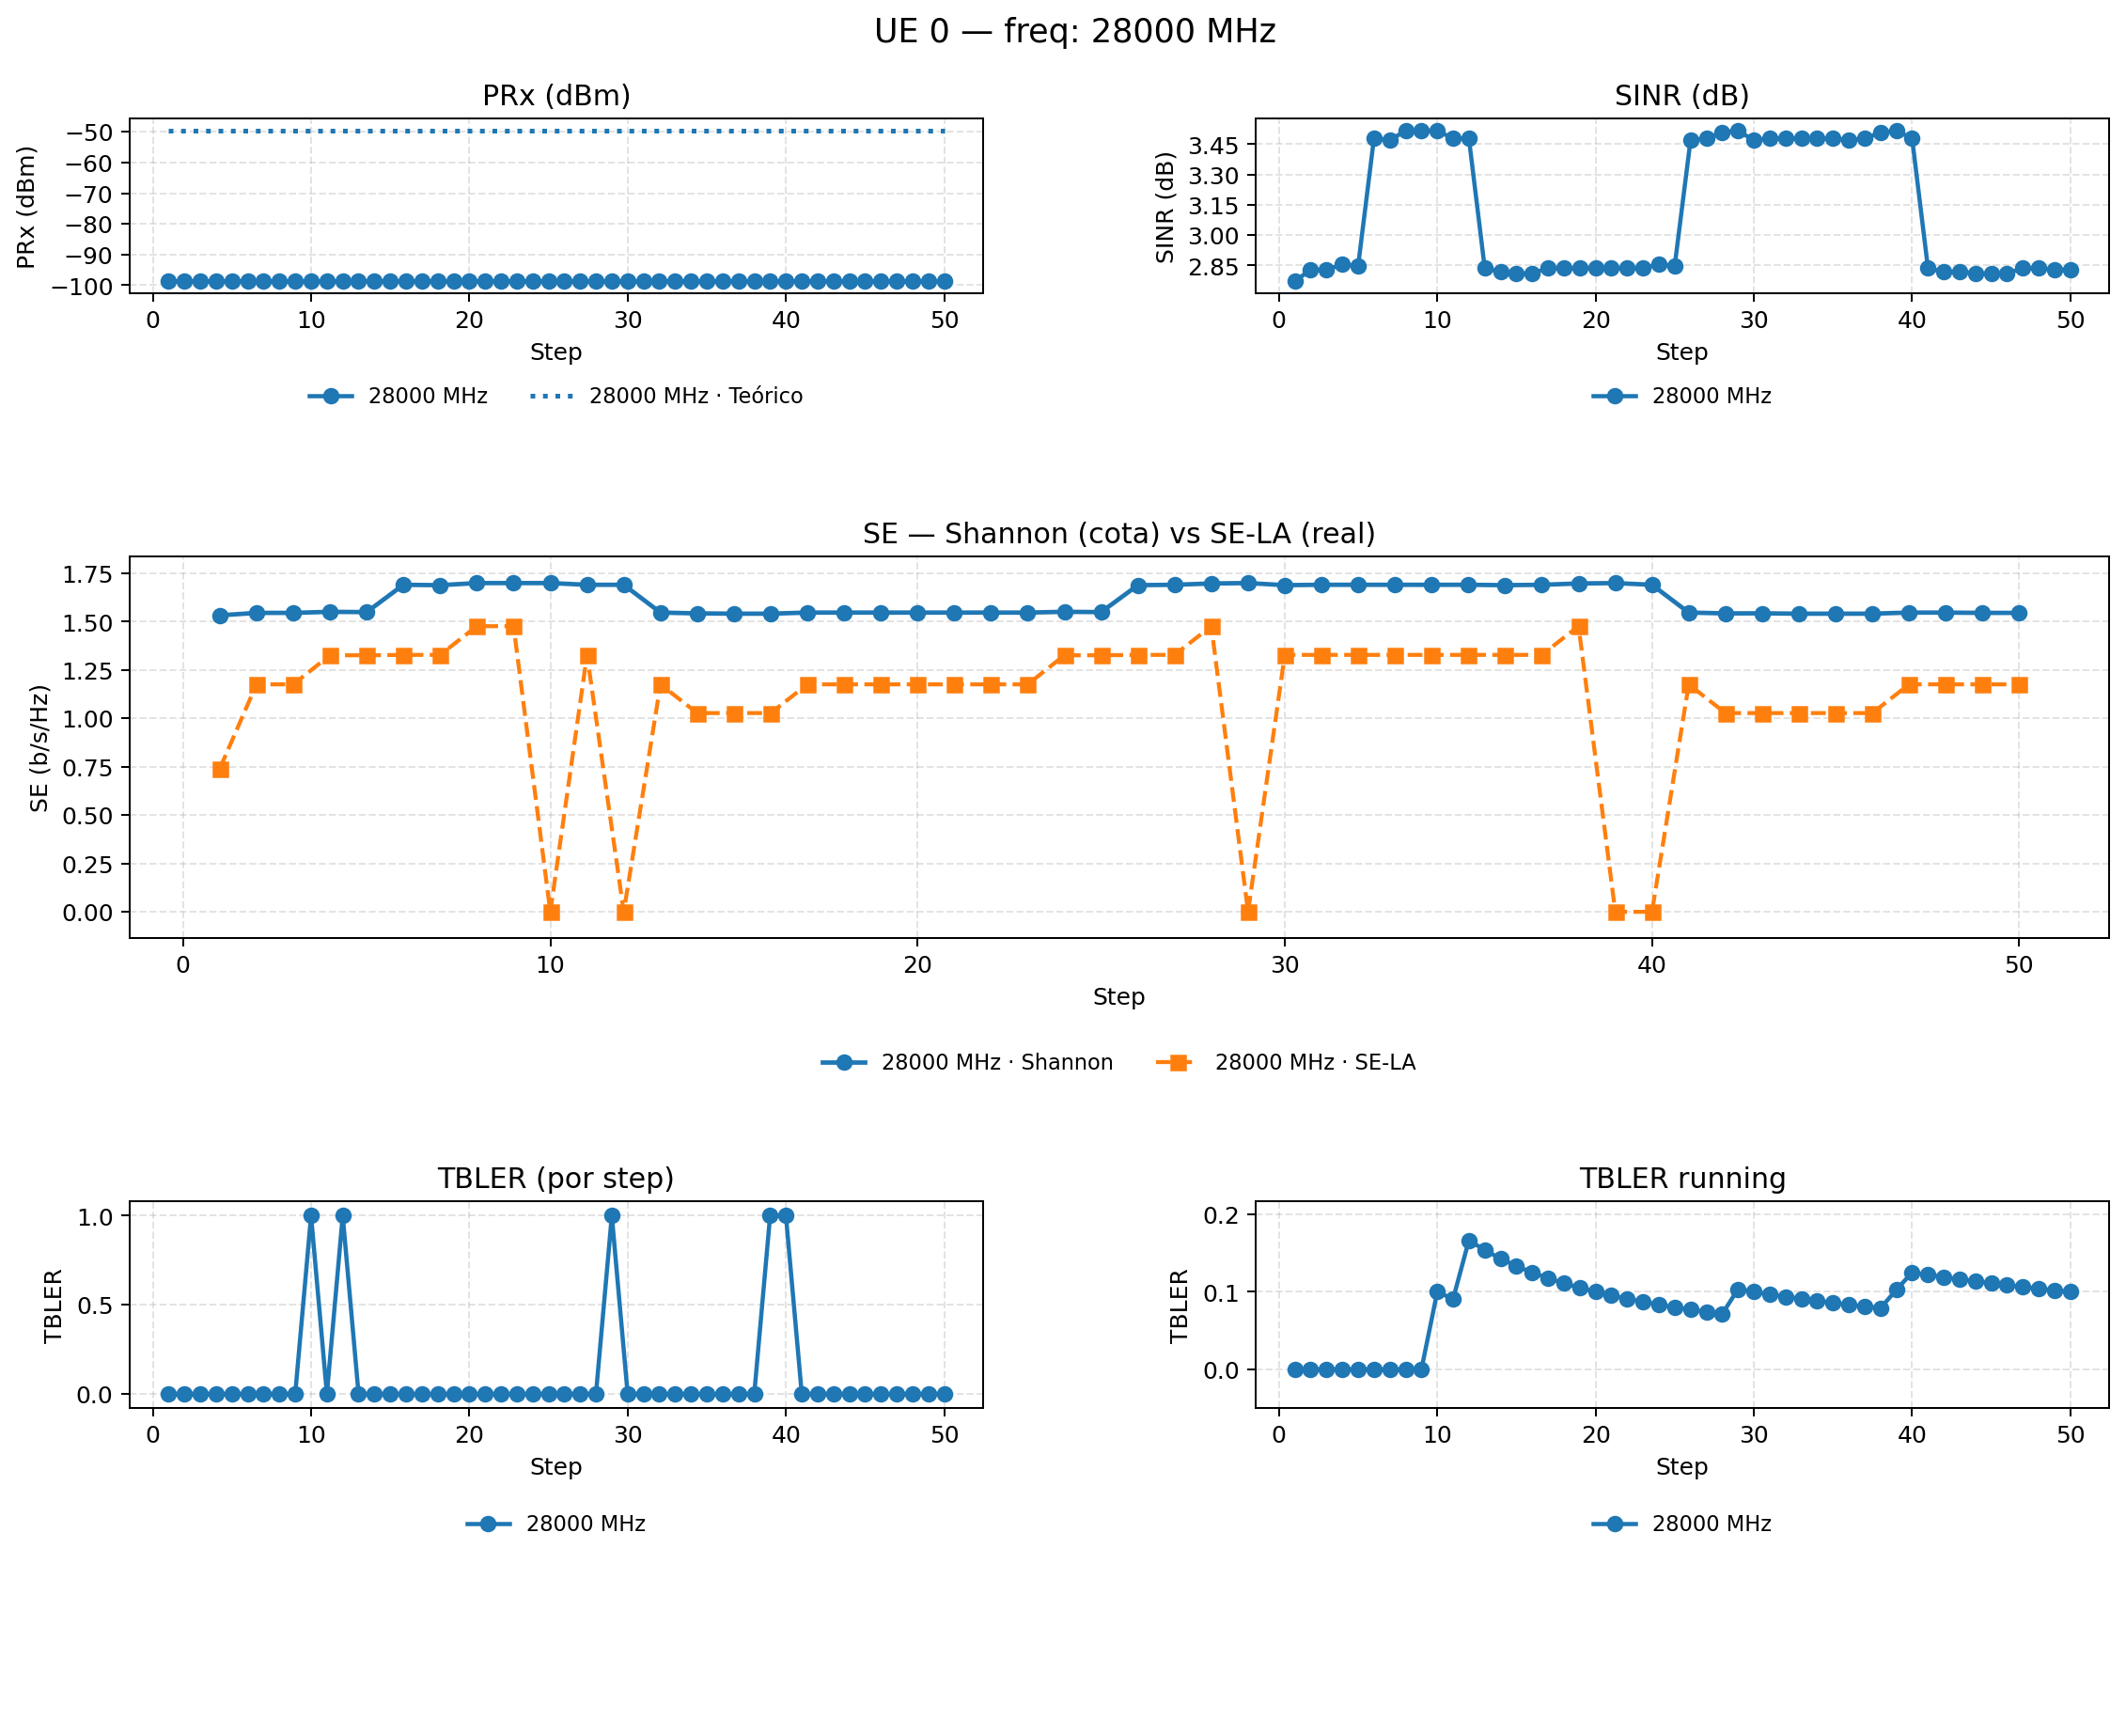 UE 0 — freq: 28000 MHz
PRx (dBm)
PRx (dBm)
−50
−60
−70
−80
−90
−100
0 10 20 30 40 50
Step
28000 MHz 28000 MHz · Teórico
SINR (dB)
SINR (dB)
3.45
3.30
3.15
3.00
2.85
0 10 20 30 40 50
Step
28000 MHz
SE — Shannon (cota) vs SE-LA (real)
SE (b/s/Hz)
1.75
1.50
1.25
1.00
0.75
0.50
0.25
0.00
0 10 20 30 40 50
Step
28000 MHz · Shannon 28000 MHz · SE-LA
TBLER (por step)
TBLER
1.0
0.5
0.0
0 10 20 30 40 50
Step
28000 MHz
TBLER running
TBLER
0.2
0.1
0.0
0 10 20 30 40 50
Step
28000 MHz